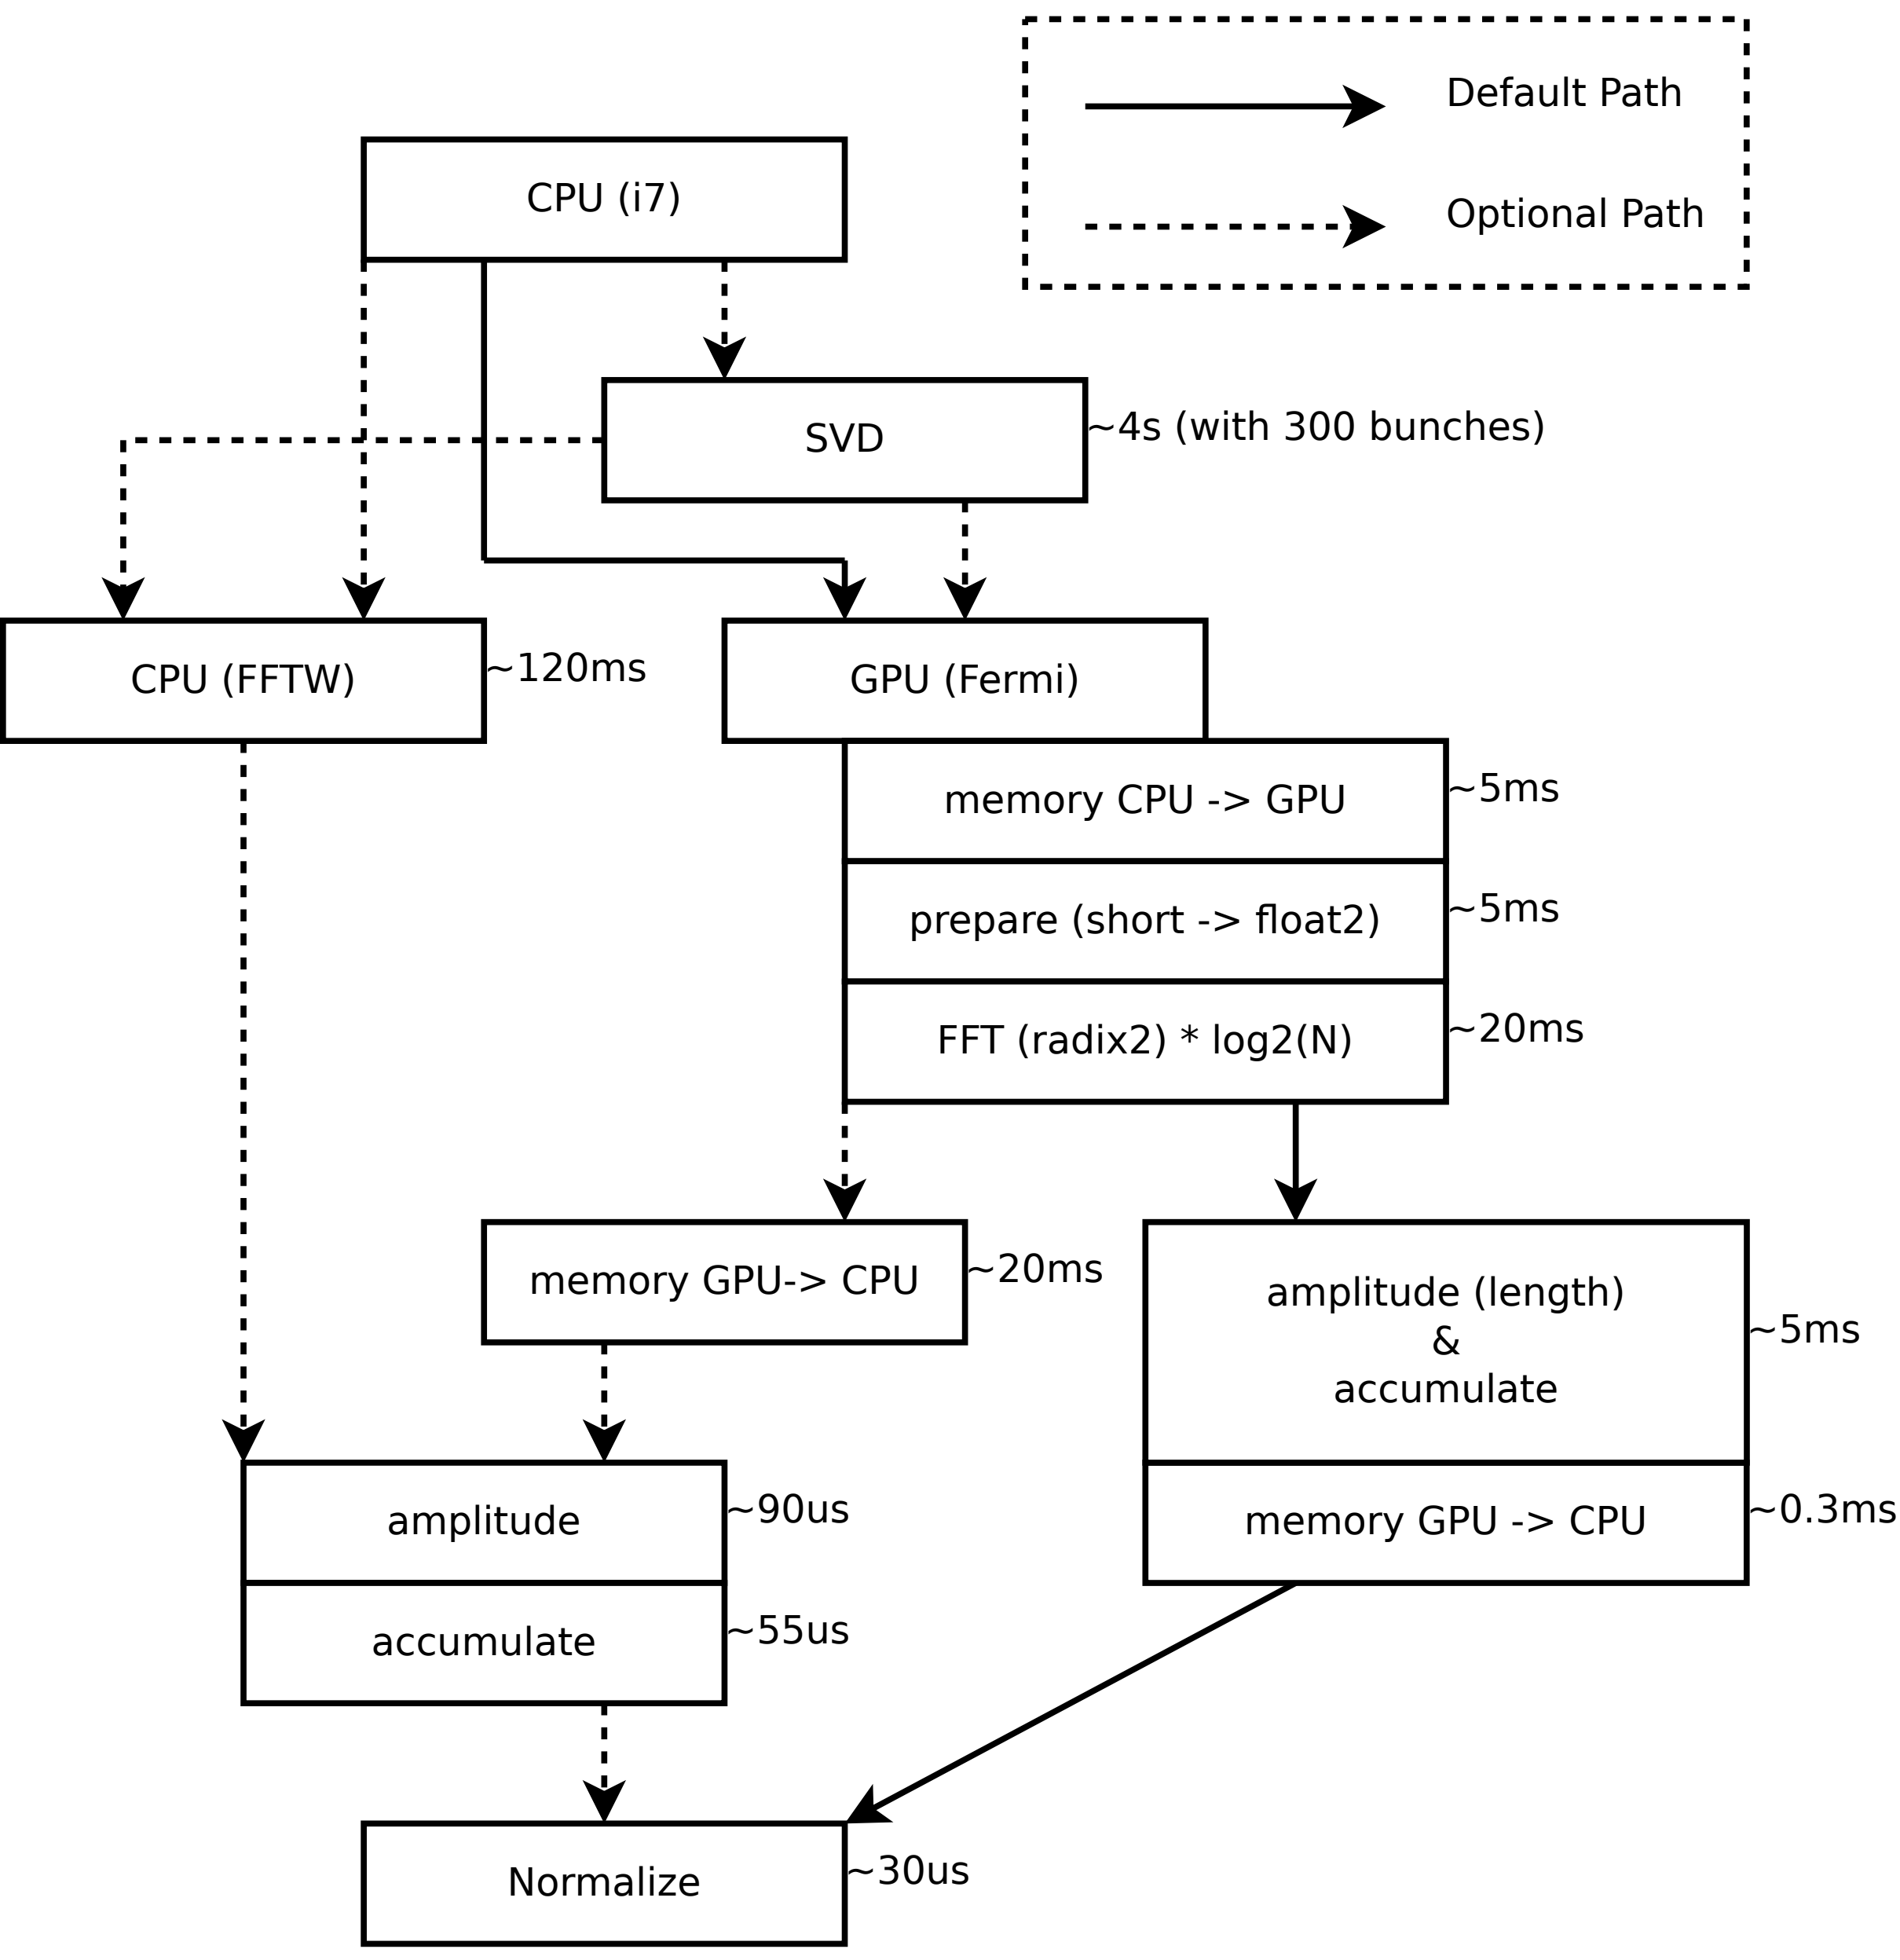 Default Path
Optional Path
CPU (i7)
SVD
~4s (with 300 bunches)
CPU (FFTW)
~120ms
GPU (Fermi)
memory CPU -> GPU
~5ms
prepare (short -> float2)
~5ms
FFT (radix2) * log2(N)
~20ms
memory GPU-> CPU
~20ms
amplitude (length)
&
accumulate
~5ms
amplitude
~90us
memory GPU -> CPU
~0.3ms
accumulate
~55us
Normalize
~30us